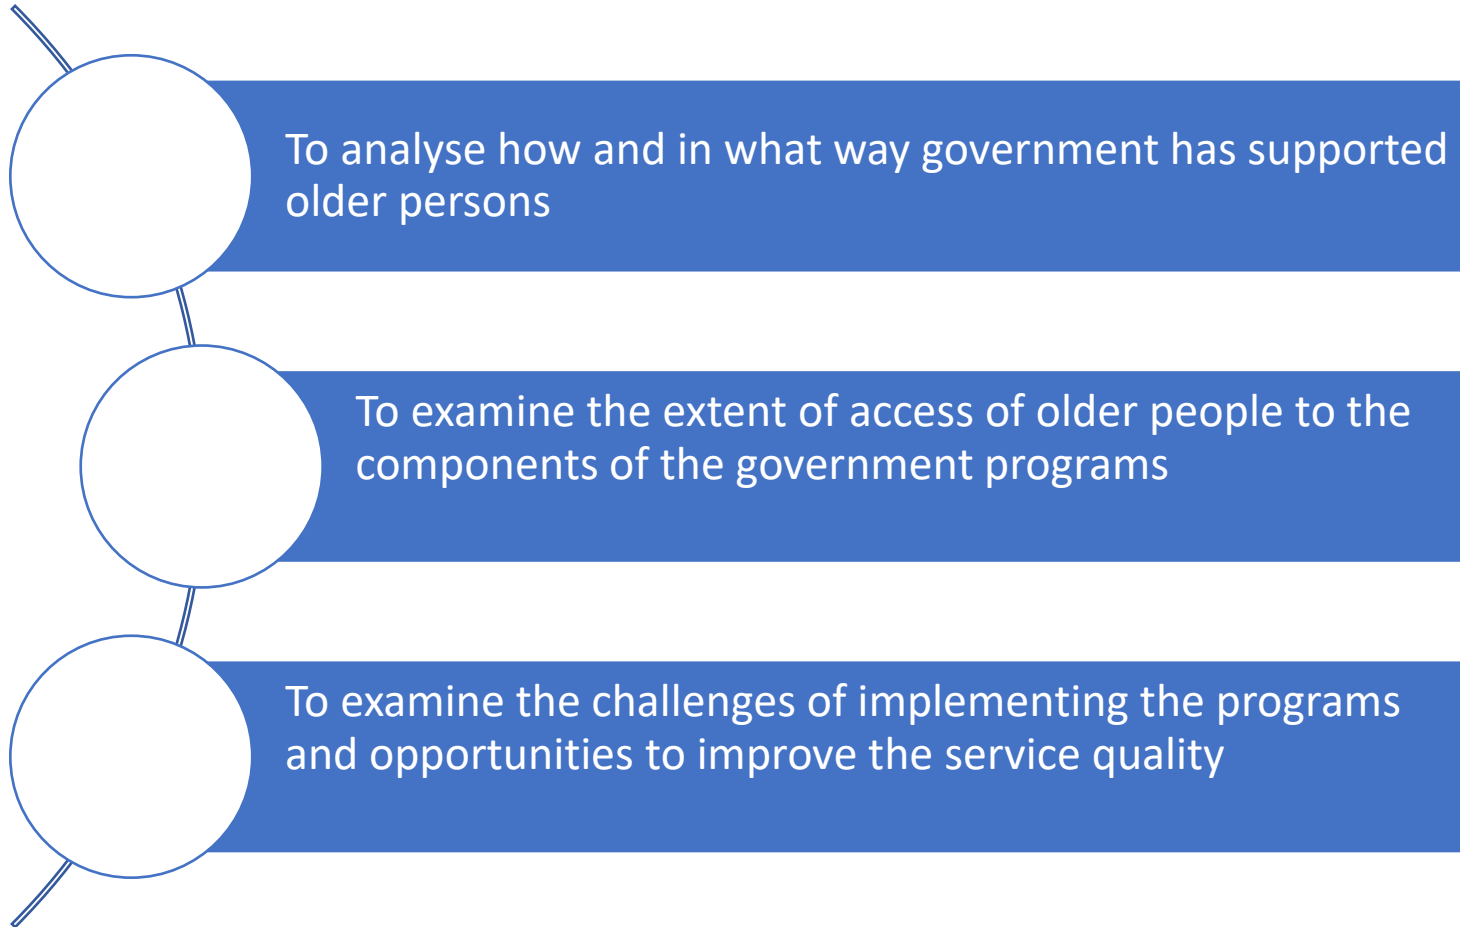 To analyse how and in what way government has supported
older persons
To examine the extent of access of older people to the
components of the government programs
To examine the challenges of implementing the programs
and opportunities to improve the service quality